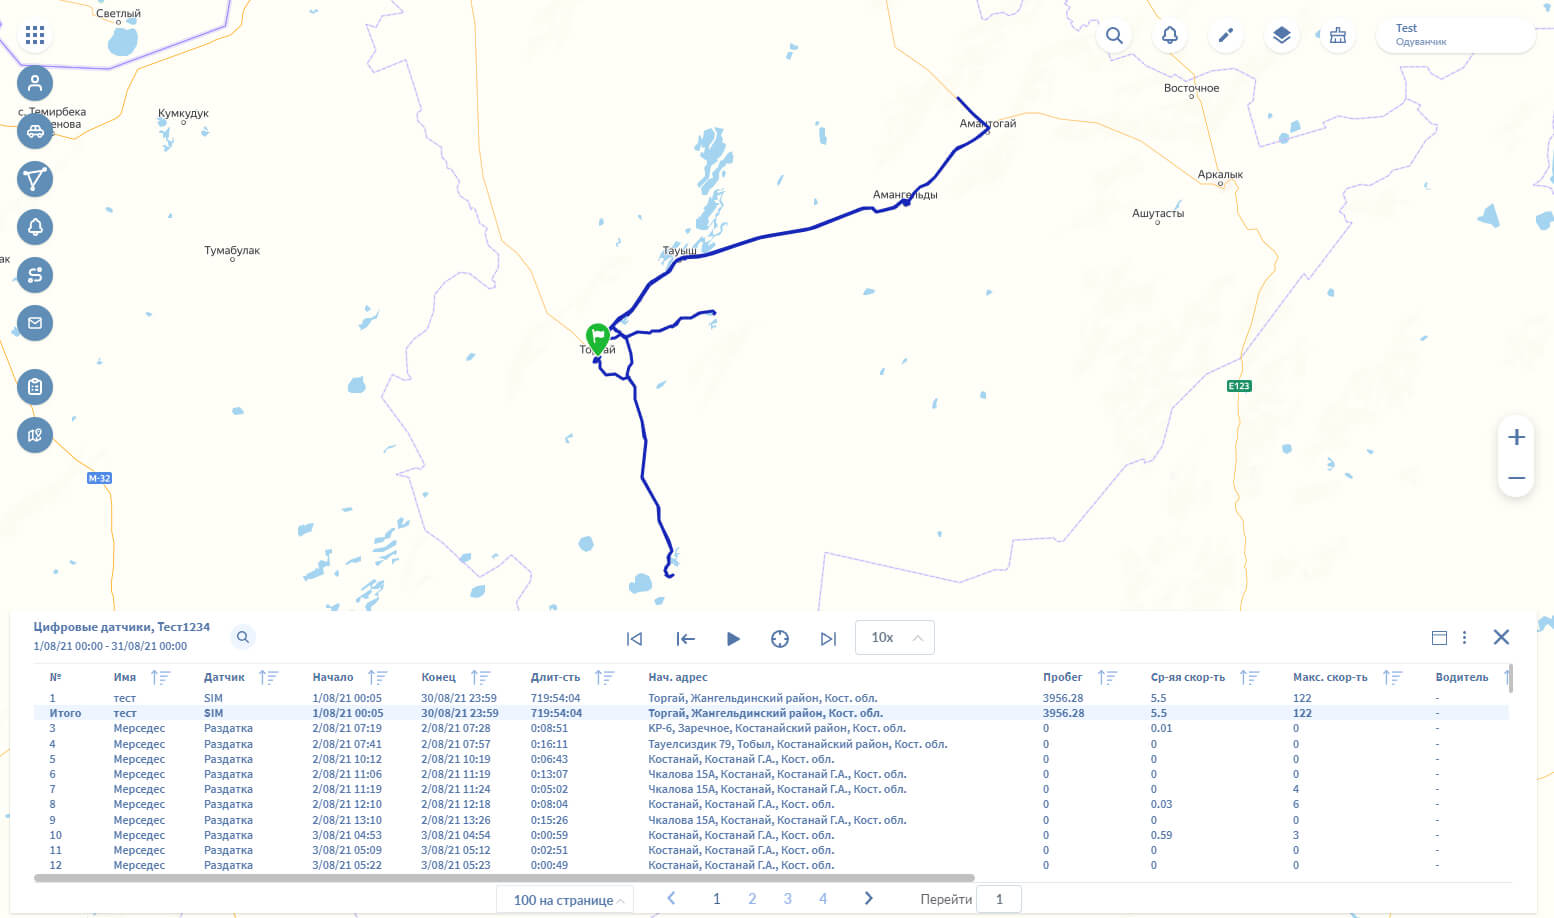 Светлый
Test
Одуванчик
Восточное
с. Темирбека
енова
Кумкудук
Амантогай
Аркалык
Амангельды
Ашутасты
Тауыш
Тумабулак
ак
Торгай
E123
М-32
Цифровые датчики, Тест1234
1/08/21 00:00 - 31/08/21 00:00
10x
№ Имя Датчик Начало Конец Длит-сть Нач. адрес Пробег Ср-яя скор-ть Макс. скор-ть Водитель
1 тест SIM 1/08/21 00:05 30/08/21 23:59 719:54:04 Торгай, Жангельдинский район, Кост. обл. 3956.28 5.5 122 -
Итого тест SIM 1/08/21 00:05 30/08/21 23:59 719:54:04 Торгай, Жангельдинский район, Кост. обл. 3956.28 5.5 122 -
3 Мерседес Раздатка 2/08/21 07:19 2/08/21 07:28 0:08:51 КР-6, Заречное, Костанайский район, Кост. обл. 0 0.01 0 -
4 Мерседес Раздатка 2/08/21 07:41 2/08/21 07:57 0:16:11 Тауелсиздик 79, Тобыл, Костанайский район, Кост. обл. 0 0 0 -
5 Мерседес Раздатка 2/08/21 10:12 2/08/21 10:19 0:06:43 Костанай, Костанай Г.А., Кост. обл. 0 0 0 -
6 Мерседес Раздатка 2/08/21 11:06 2/08/21 11:19 0:13:07 Чкалова 15А, Костанай, Костанай Г.А., Кост. обл. 0 0 0 -
7 Мерседес Раздатка 2/08/21 11:19 2/08/21 11:24 0:05:02 Чкалова 15А, Костанай, Костанай Г.А., Кост. обл. 0 0 4 -
8 Мерседес Раздатка 2/08/21 12:10 2/08/21 12:18 0:08:04 Костанай, Костанай Г.А., Кост. обл. 0 0.03 6 -
9 Мерседес Раздатка 2/08/21 13:10 2/08/21 13:26 0:15:26 Чкалова 15А, Костанай, Костанай Г.А., Кост. обл. 0 0 0 -
10 Мерседес Раздатка 3/08/21 04:53 3/08/21 04:54 0:00:59 Костанай, Костанай Г.А., Кост. обл. 0 0.59 3 -
11 Мерседес Раздатка 3/08/21 05:09 3/08/21 05:12 0:02:51 Костанай, Костанай Г.А., Кост. обл. 0 0 0 -
12 Мерседес Раздатка 3/08/21 05:22 3/08/21 05:23 0:00:49 Костанай, Костанай Г.А., Кост. обл. 0 0 0 -
100 на странице 1 2 3 4 Перейти 1